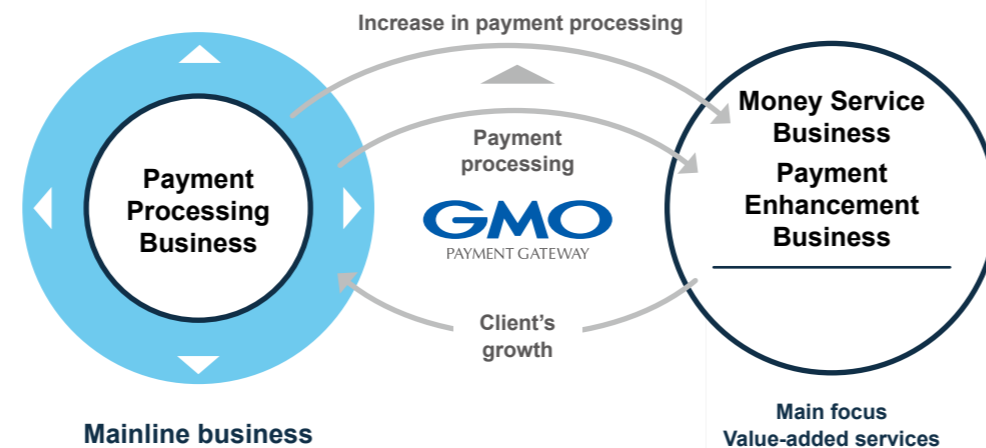 Increase in payment processing
Payment
Processing
Business
Payment
processing
GMO
PAYMENT GATEWAY
Client's
growth
Money Service
Business
Payment
Enhancement
Business
Mainline business
Main focus
Value-added services